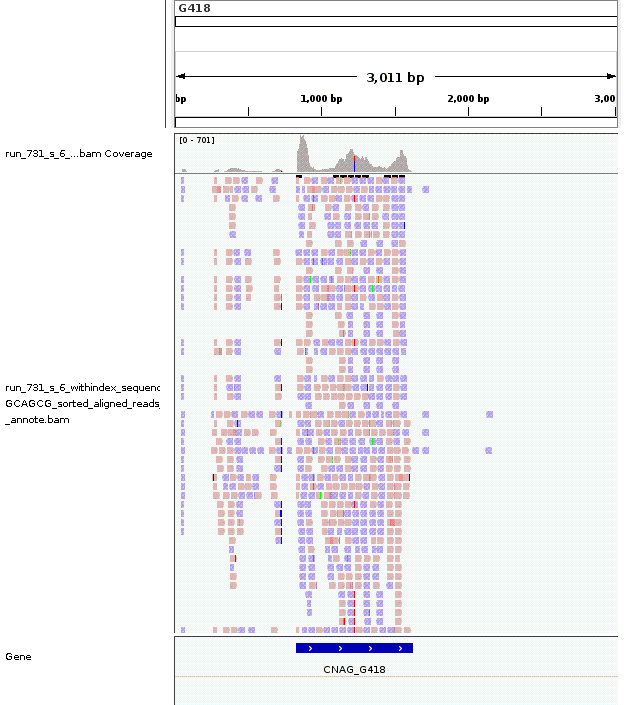 G418
3,011 bp
bp
1,000 bp
2,000 bp
3,00
[0 - 701]
run_731_s_6_...bam Coverage
run_731_s_6_withindex_sequenc
GCAGCG_sorted_aligned_reads_
_annote.bam
Gene
CNAG_G418